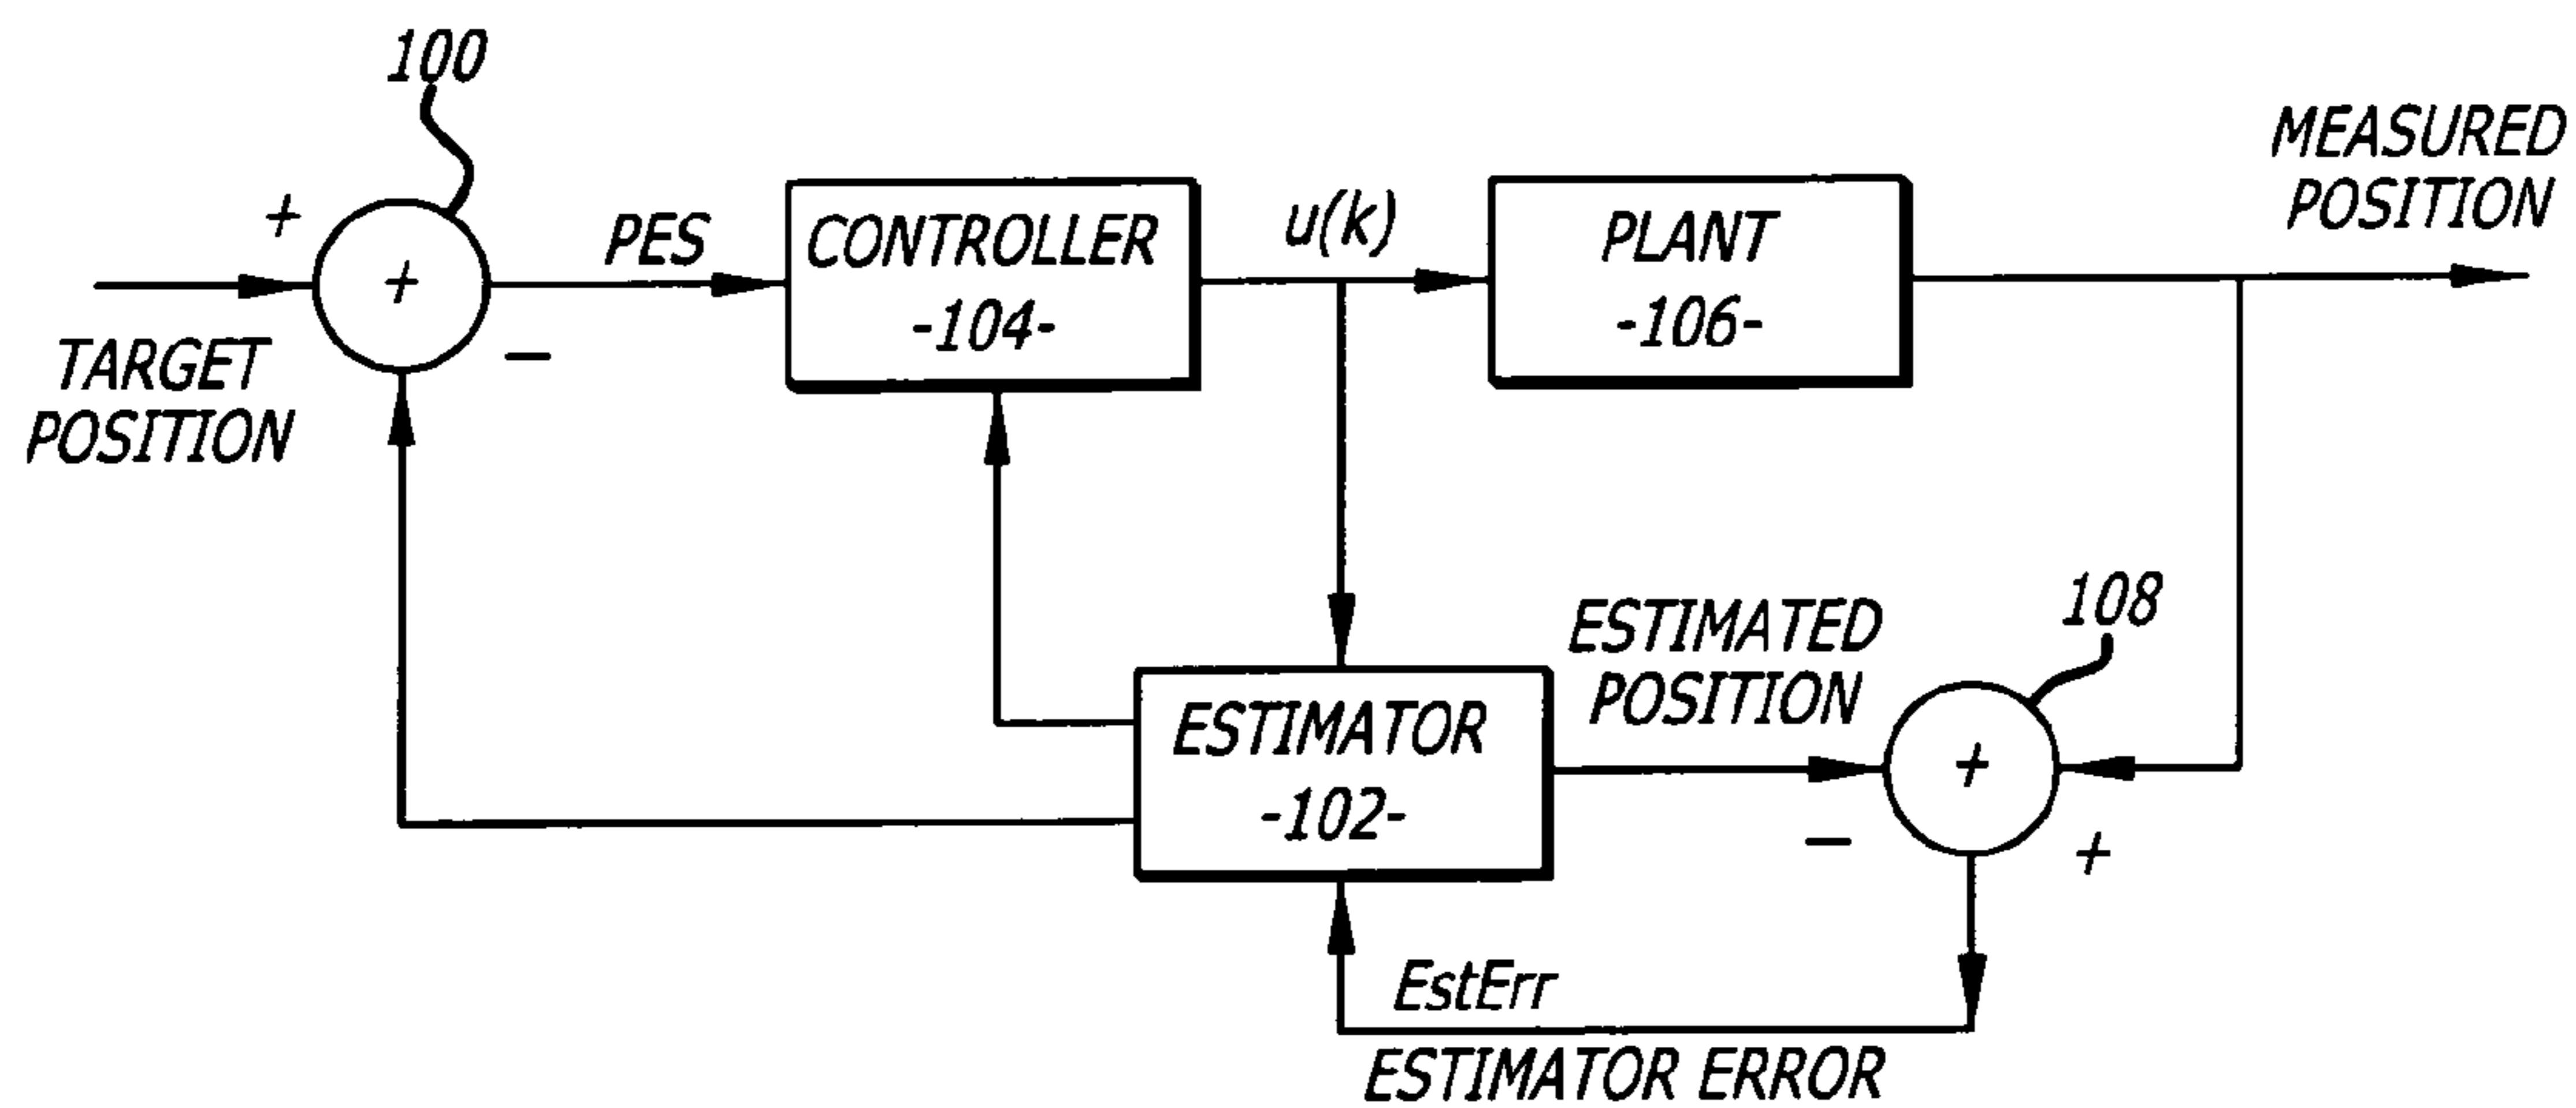 100
+
+
TARGET
POSITION
−
PES
CONTROLLER
-104-
u(k)
PLANT
-106-
MEASURED
POSITION
ESTIMATOR
-102-
ESTIMATED
POSITION
108
+
−
+
EstErr
ESTIMATOR ERROR